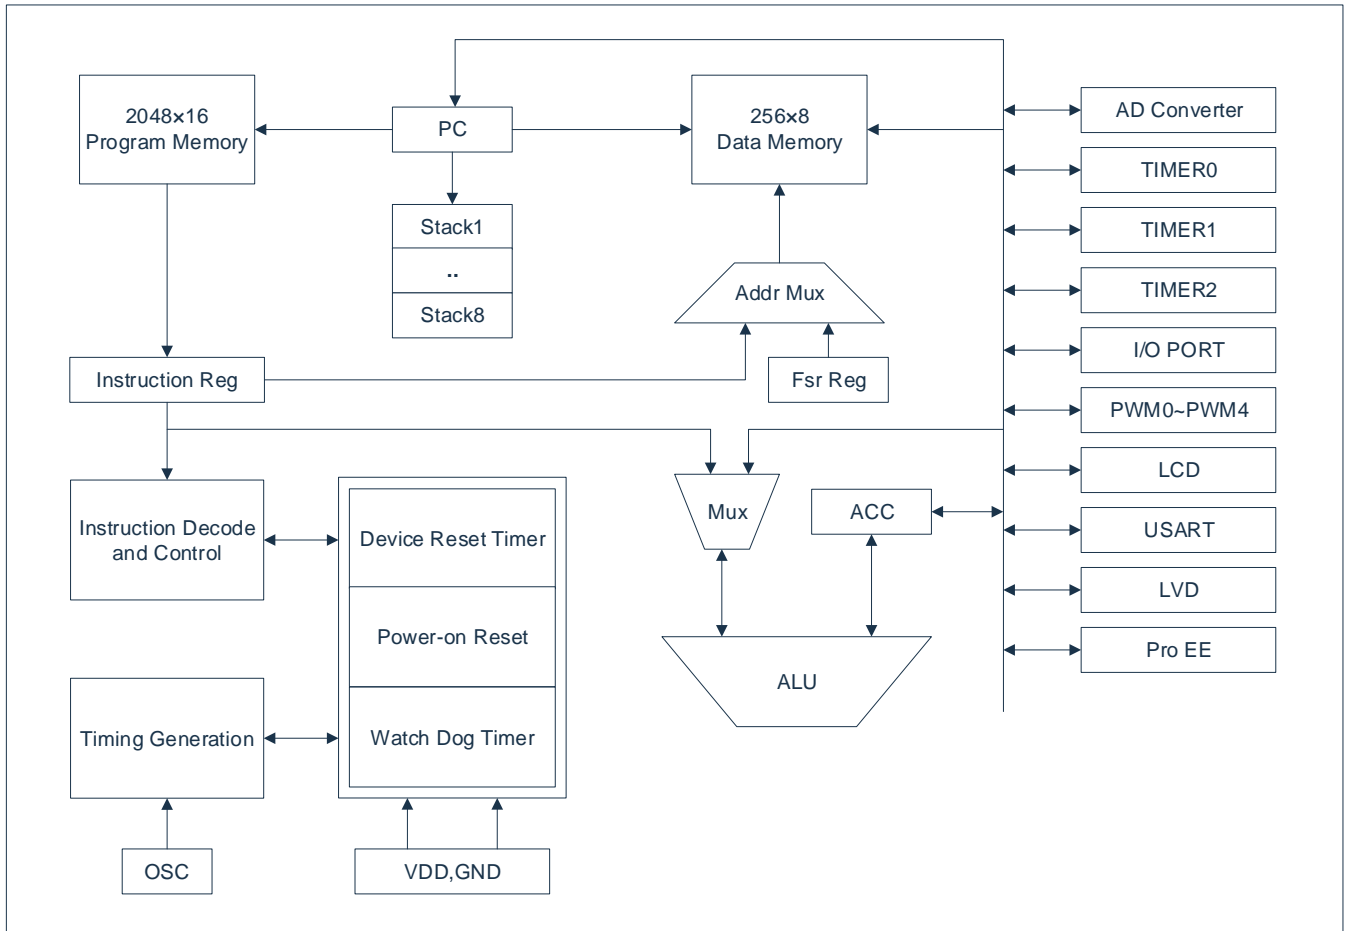 2048×16
Program Memory
PC
256×8
Data Memory
Stack1
..
Stack8
Addr Mux
Instruction Reg
Fsr Reg
Instruction Decode
and Control
Device Reset Timer
Power-on Reset
Watch Dog Timer
Timing Generation
OSC
VDD,GND
Mux
ACC
ALU
AD Converter
TIMER0
TIMER1
TIMER2
I/O PORT
PWM0~PWM4
LCD
USART
LVD
Pro EE